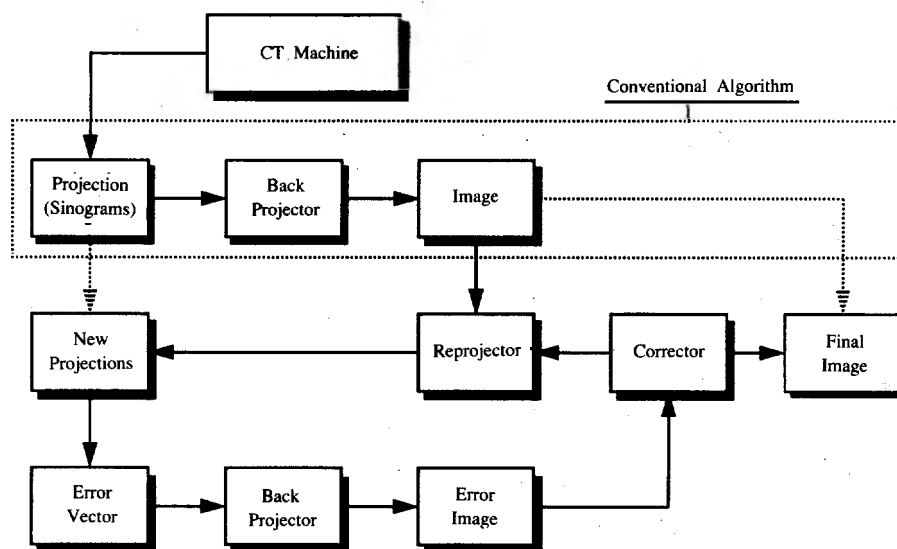 CT Machine
Conventional Algorithm
Projection
(Sinograms)
Back
Projector
Image
New
Projections
Reprojector
Corrector
Final
Image
Error
Vector
Back
Projector
Error
Image